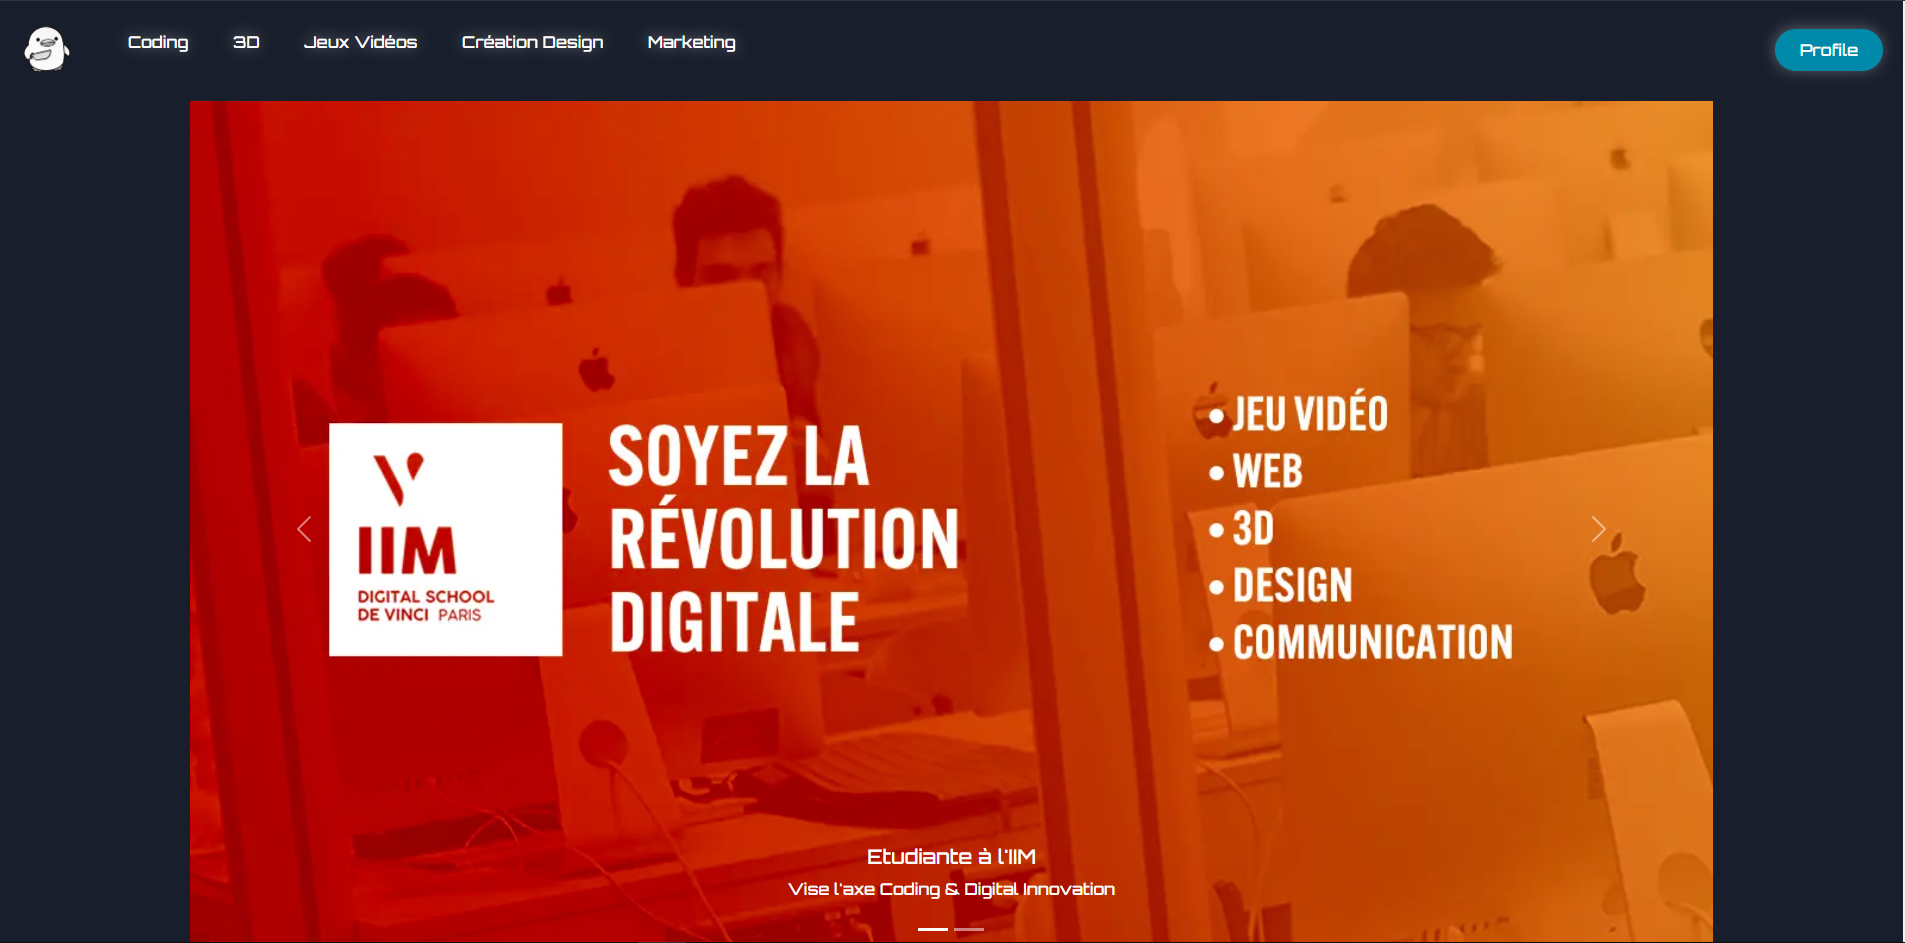 Coding
3D
Jeux Vidéos
Création Design
Marketing
Profile
IIM
DIGITAL SCHOOL
DE VINCI PARIS
SOYEZ LA
RÉVOLUTION
DIGITALE
• JEU VIDÉO
• WEB
• 3D
• DESIGN
• COMMUNICATION
Etudiante à l'IIM
Vise l'axe Coding & Digital Innovation